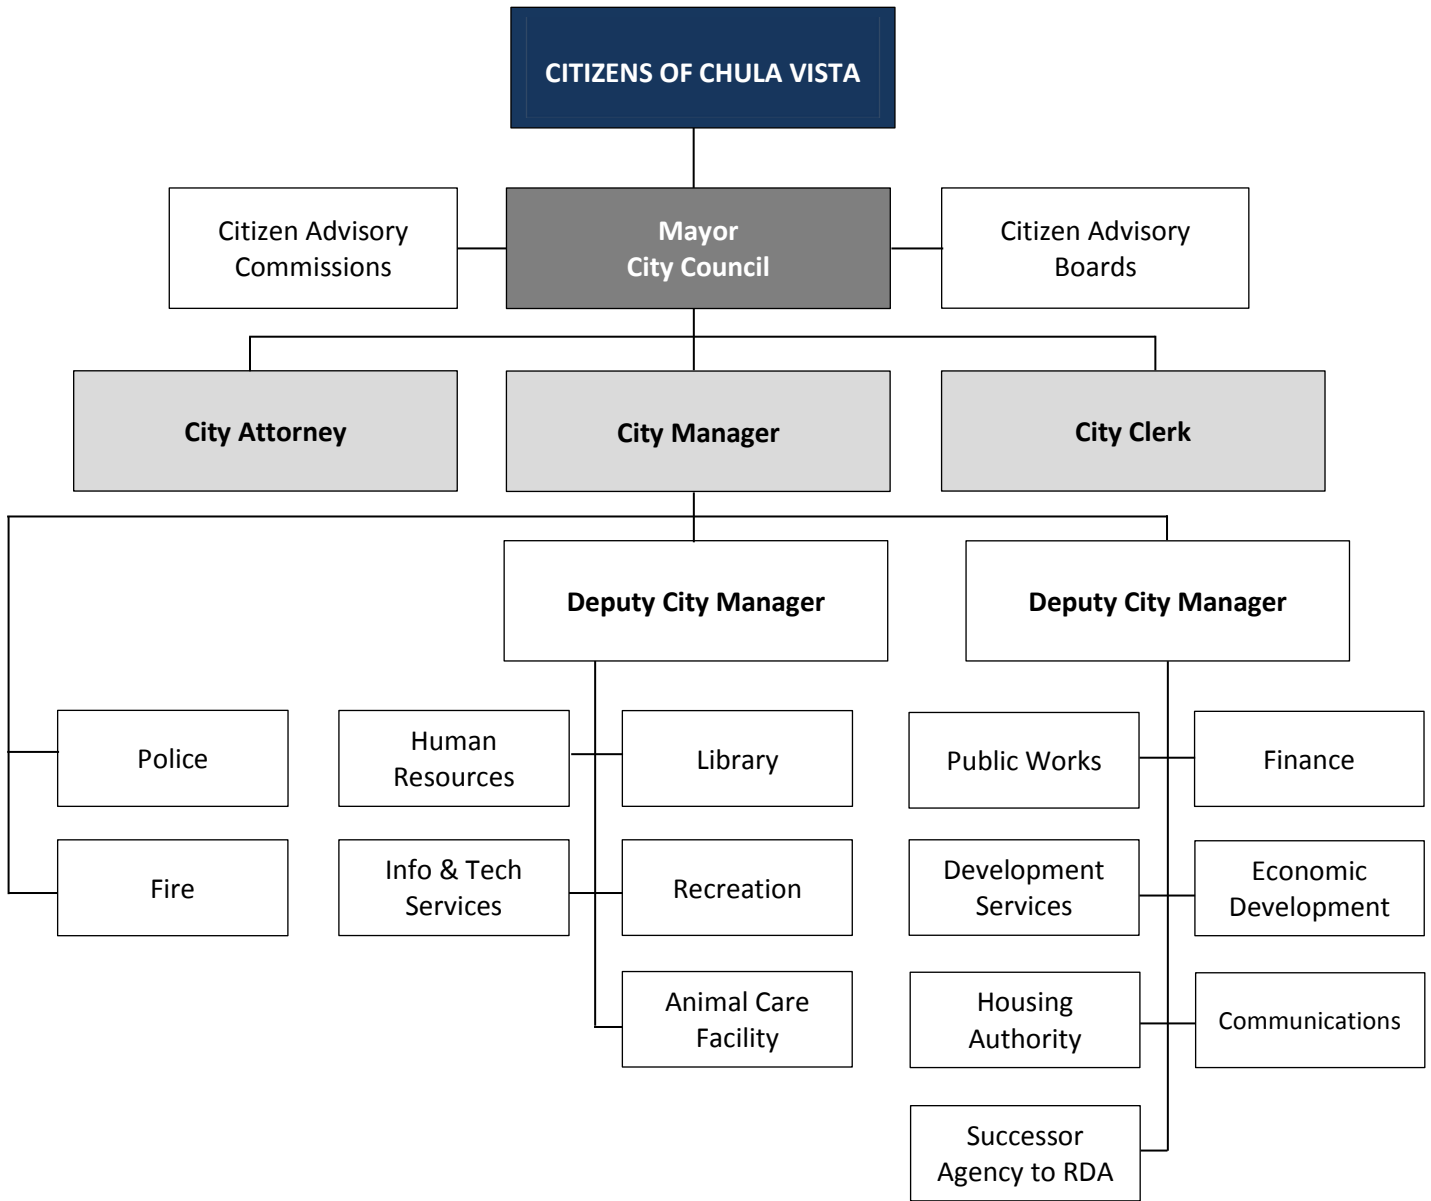 CITIZENS OF CHULA VISTA
Citizen Advisory
Commissions
Mayor
City Council
Citizen Advisory
Boards
City Attorney
City Manager
City Clerk
Deputy City Manager
Deputy City Manager
Police
Human
Resources
Library
Public Works
Finance
Fire
Info & Tech
Services
Recreation
Development
Services
Economic
Development
Animal Care
Facility
Housing
Authority
Communications
Successor
Agency to RDA